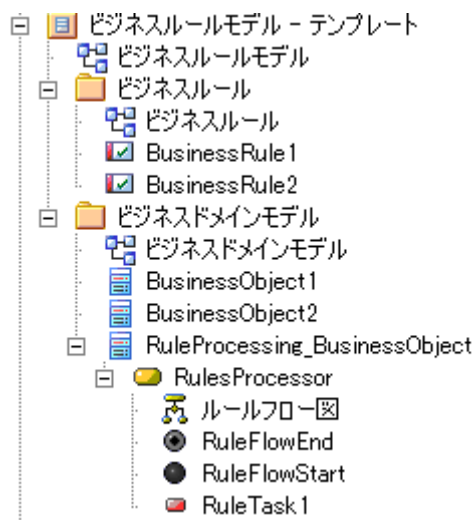 ビジネスルールモデル - テンプレート
ビジネスルールモデル
ビジネスルール
ビジネスルール
BusinessRule1
BusinessRule2
ビジネスドメインモデル
ビジネスドメインモデル
BusinessObject1
BusinessObject2
RuleProcessing_BusinessObject
RulesProcessor
ルールフロー図
RuleFlowEnd
RuleFlowStart
RuleTask1